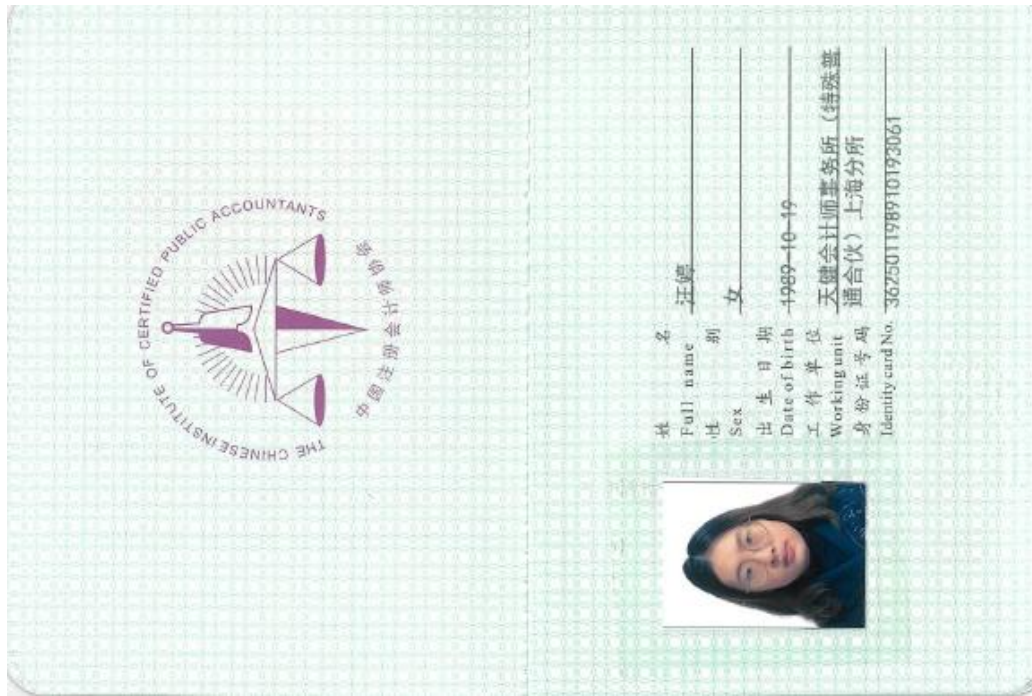 THE CHINESE INSTITUTE OF CERTIFIED PUBLIC ACCOUNTANTS
中国注册会计师协会
姓 名 汪婷
Full name
性 别 女
Sex
出 生 日 期 1989-10-19
Date of birth
工 作 单 位 天健会计师事务所（特殊普
Working unit 通合伙）上海分所
身 份 证 号 码 362501198910193061
Identity card No.